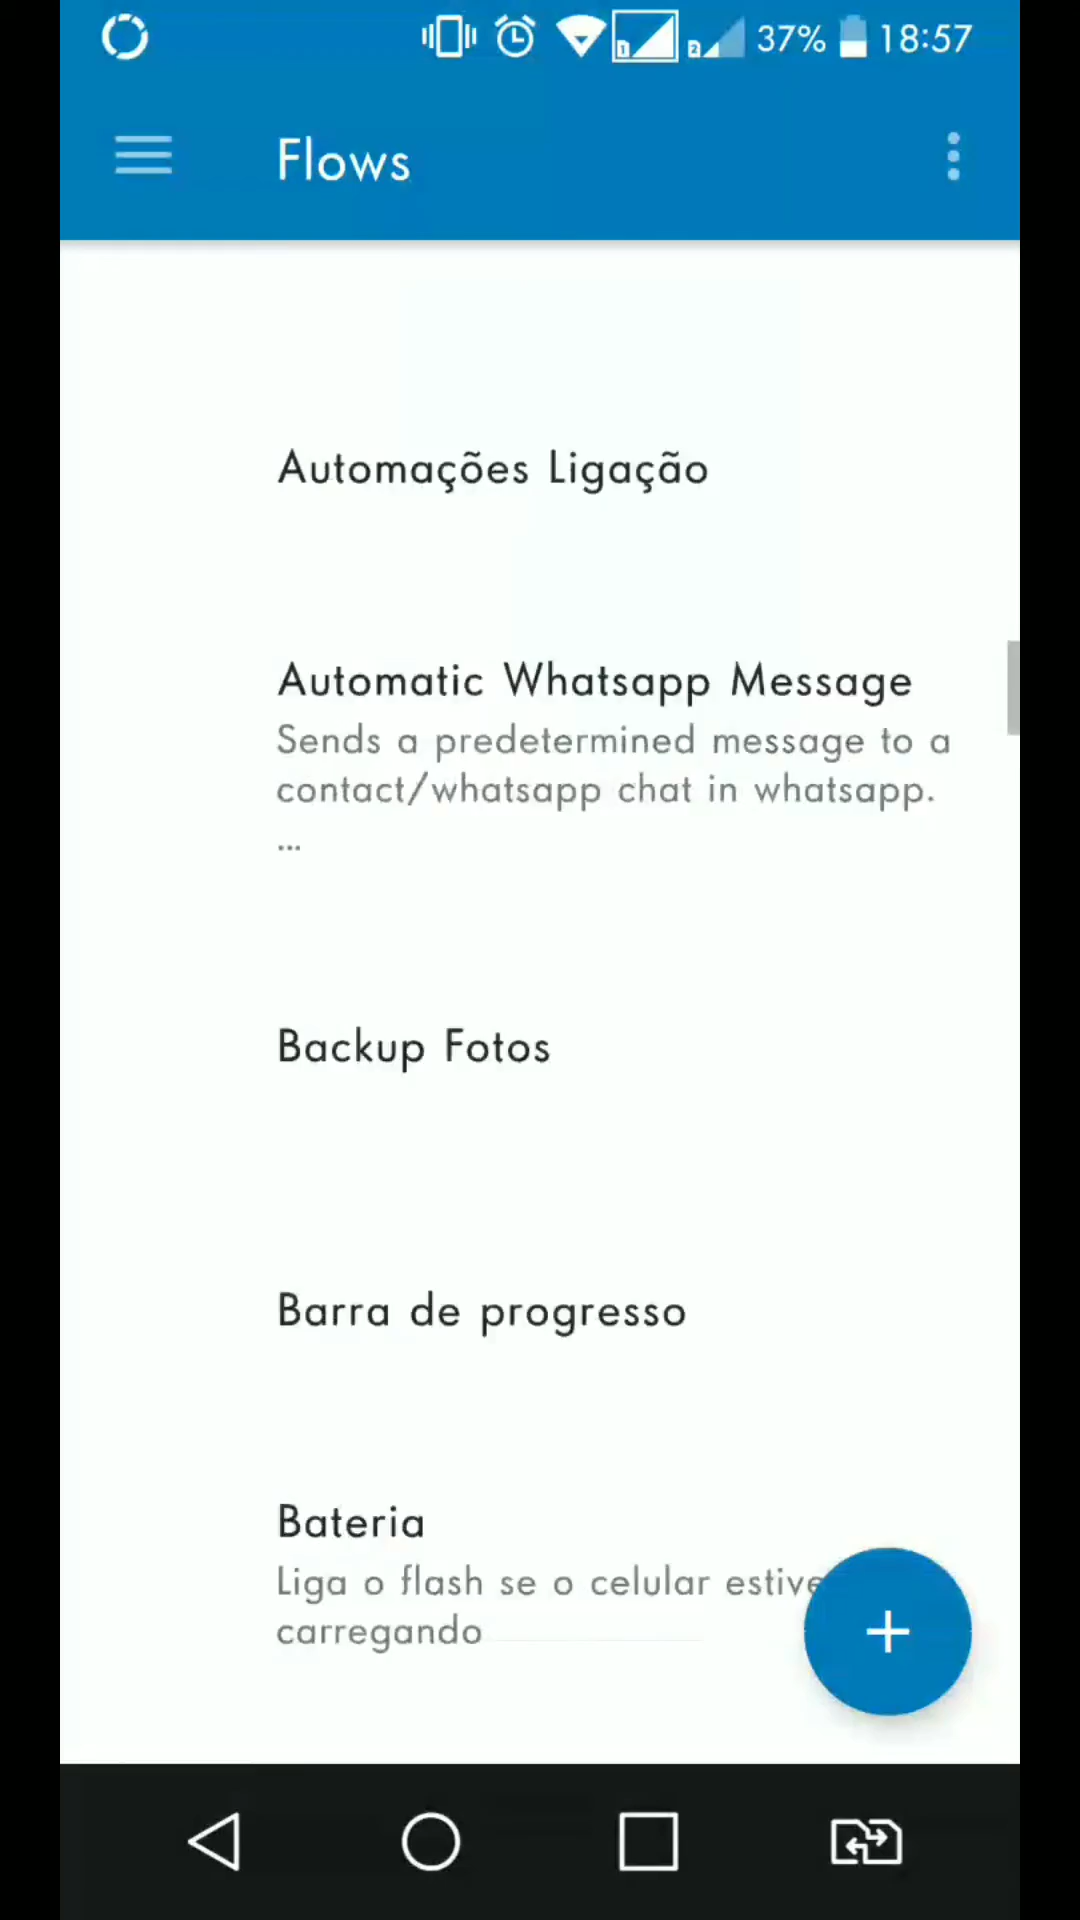 37% 18:57
Flows
Automações Ligação
Automatic Whatsapp Message
Sends a predetermined message to a
contact/whatsapp chat in whatsapp.
...
Backup Fotos
Barra de progresso
Bateria
Liga o flash se o celular estive
carregando